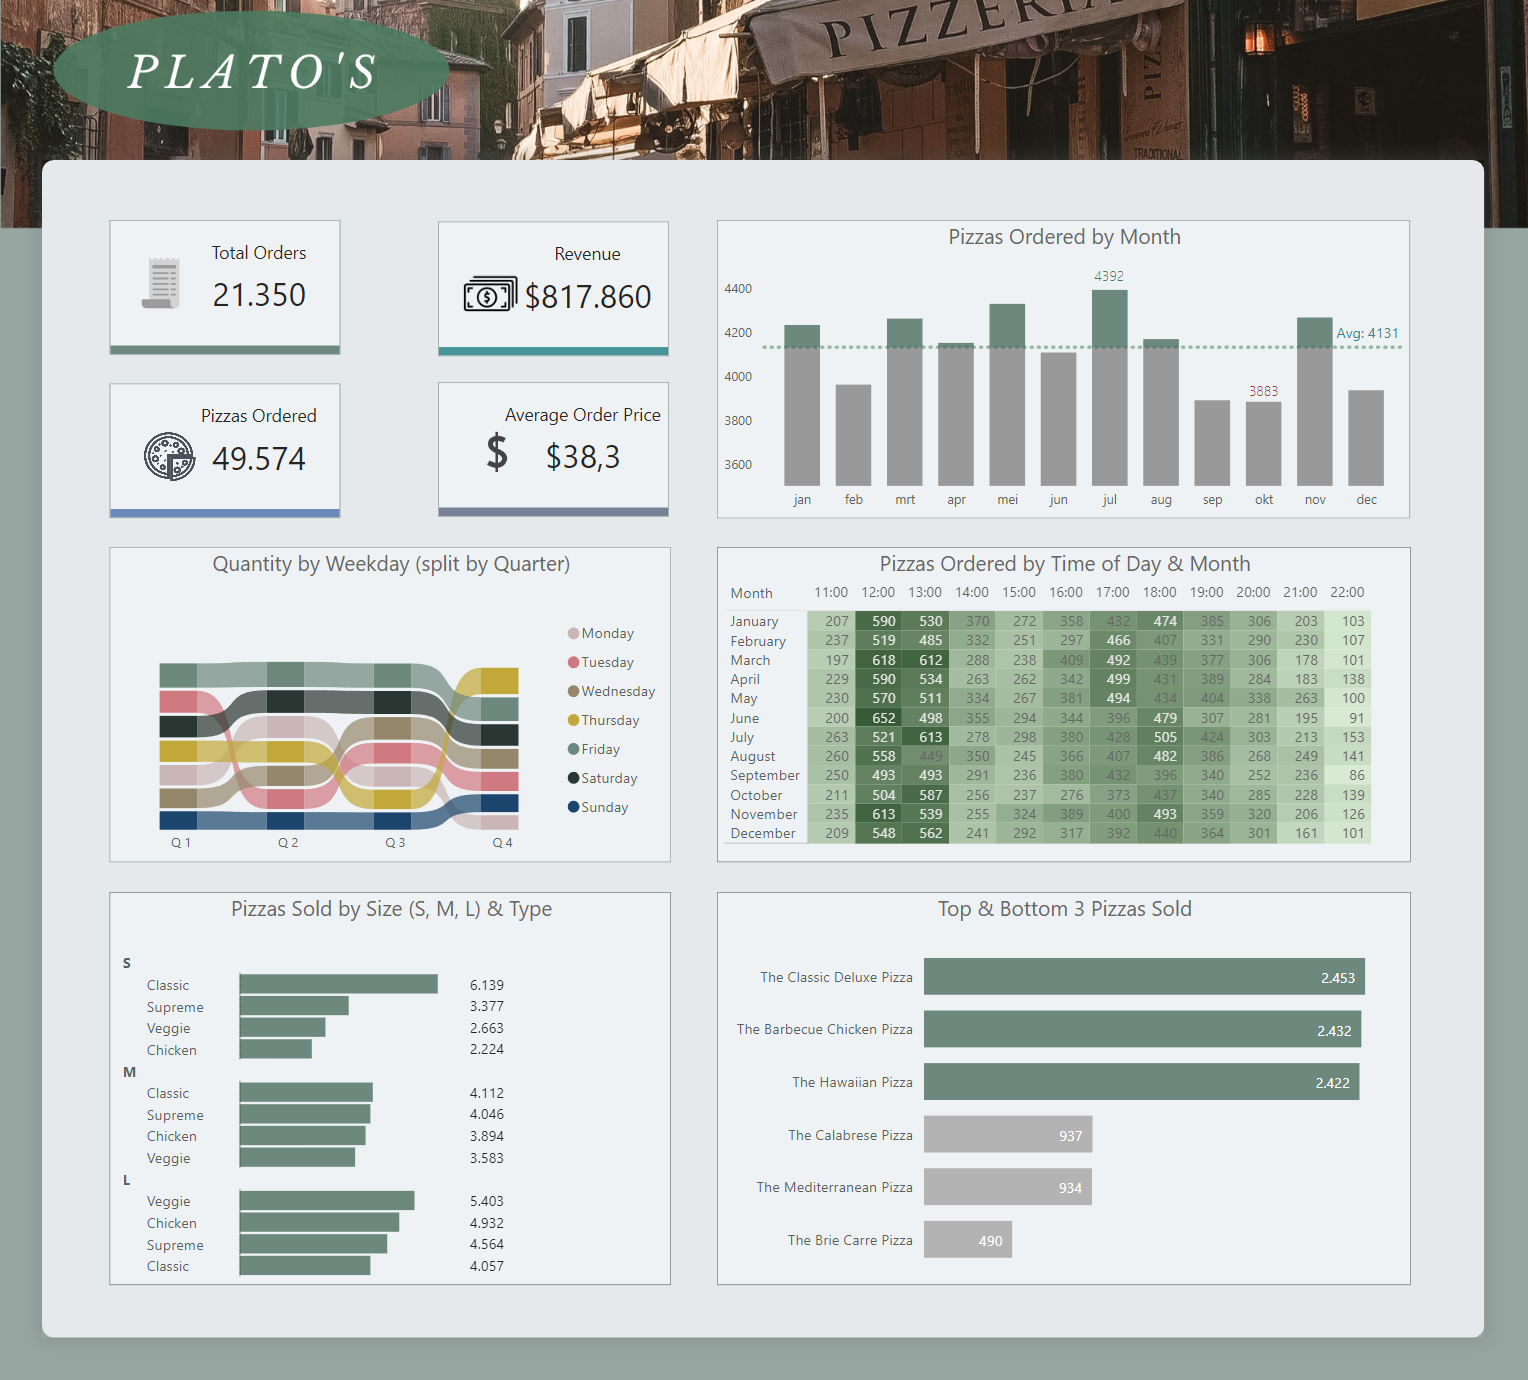 PLATO'S
PIZZERIA
PIZ
TRADITIONAL
Total Orders
21.350
Revenue
$817.860
Pizzas Ordered
49.574
Average Order Price
$ $38,3
Pizzas Ordered by Month
4392
4400
4200
Avg: 4131
4000
3883
3800
3600
jan feb mrt apr mei jun jul aug sep okt nov dec
Quantity by Weekday (split by Quarter)
Monday
Tuesday
Wednesday
Thursday
Friday
Saturday
Sunday
Q 1 Q 2 Q 3 Q 4
Pizzas Ordered by Time of Day & Month
Month 11:00 12:00 13:00 14:00 15:00 16:00 17:00 18:00 19:00 20:00 21:00 22:00
January 207 590 530 370 272 358 432 474 385 306 203 103
February 237 519 485 332 251 297 466 407 331 290 230 107
March 197 618 612 288 238 409 492 439 377 306 178 101
April 229 590 534 263 262 342 499 431 389 284 183 138
May 230 570 511 334 267 381 494 434 404 338 263 100
June 200 652 498 355 294 344 396 479 307 281 195 91
July 263 521 613 278 298 380 428 505 424 303 213 153
August 260 558 449 350 245 366 407 482 386 268 249 141
September 250 493 493 291 236 380 432 396 340 252 236 86
October 211 504 587 256 237 276 373 437 340 285 228 139
November 235 613 539 255 324 389 400 493 359 320 206 126
December 209 548 562 241 292 317 392 440 364 301 161 101
Pizzas Sold by Size (S, M, L) & Type
S
Classic 6.139
Supreme 3.377
Veggie 2.663
Chicken 2.224
M
Classic 4.112
Supreme 4.046
Chicken 3.894
Veggie 3.583
L
Veggie 5.403
Chicken 4.932
Supreme 4.564
Classic 4.057
Top & Bottom 3 Pizzas Sold
The Classic Deluxe Pizza 2.453
The Barbecue Chicken Pizza 2.432
The Hawaiian Pizza 2.422
The Calabrese Pizza 937
The Mediterranean Pizza 934
The Brie Carre Pizza 490